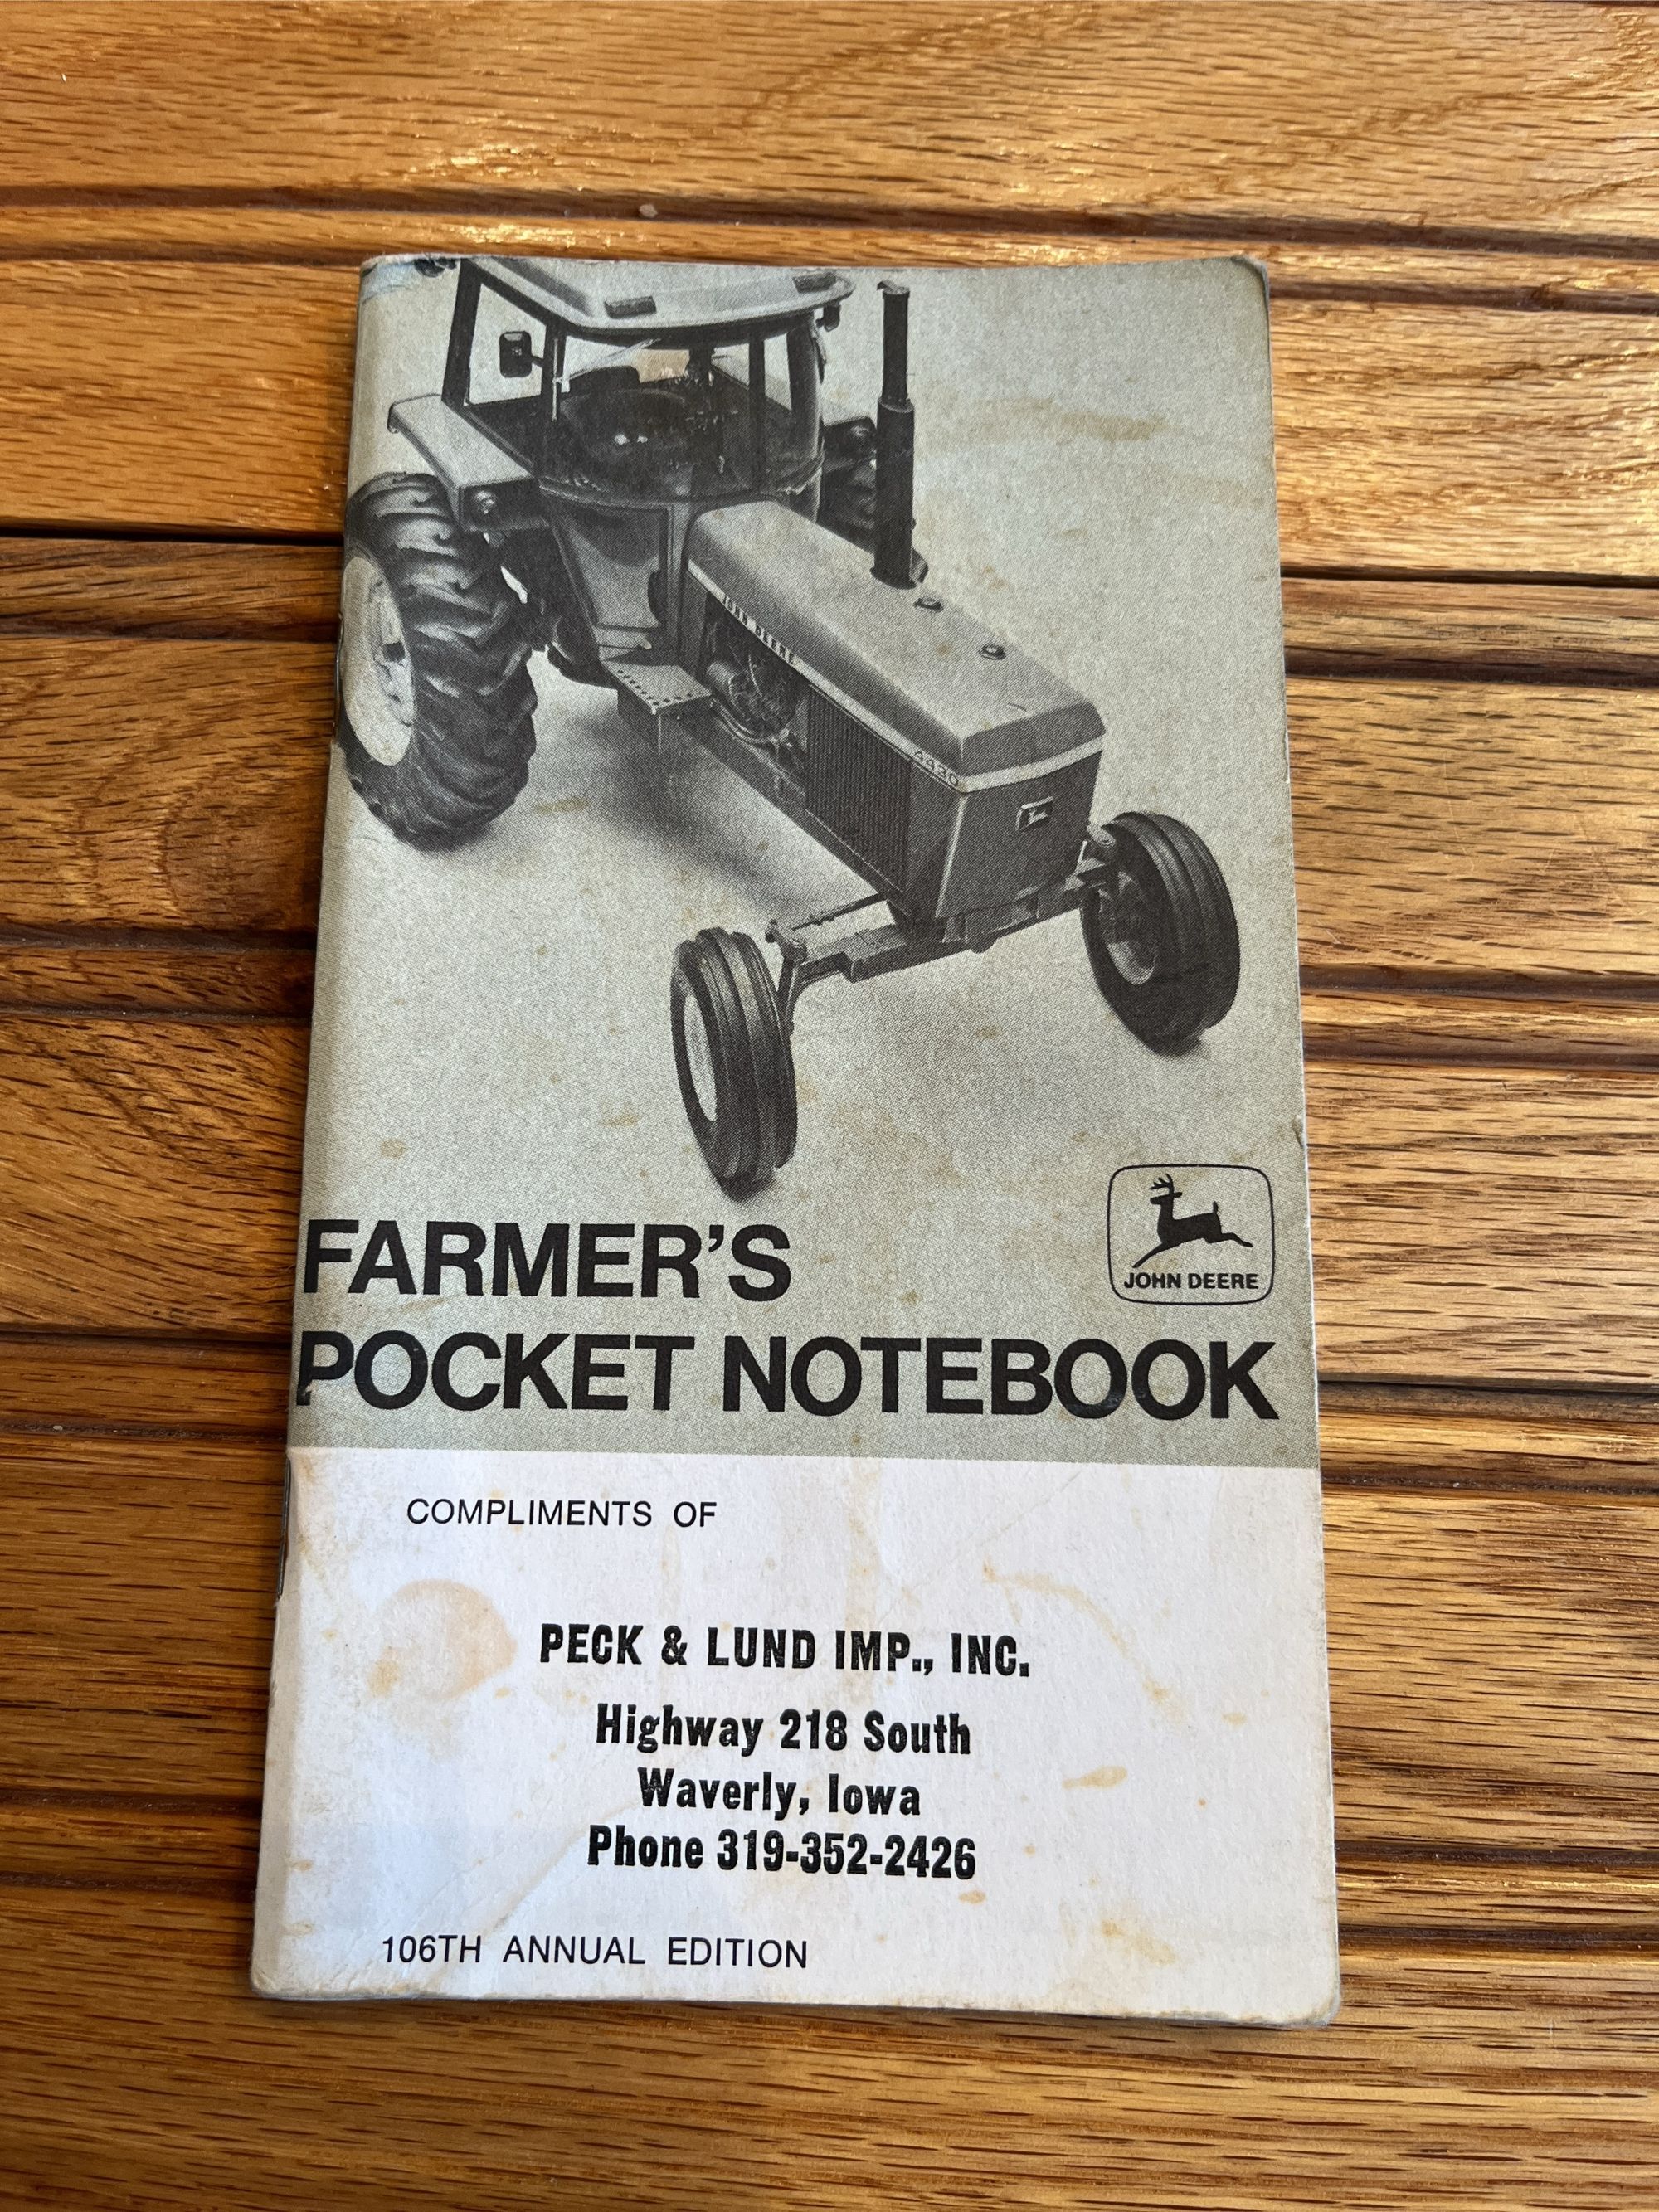 JOHN DEERE
4430
JOHN DEERE
FARMER'S
POCKET NOTEBOOK
COMPLIMENTS OF
PECK & LUND IMP., INC.
Highway 218 South
Waverly, Iowa
Phone 319-352-2426
106TH ANNUAL EDITION